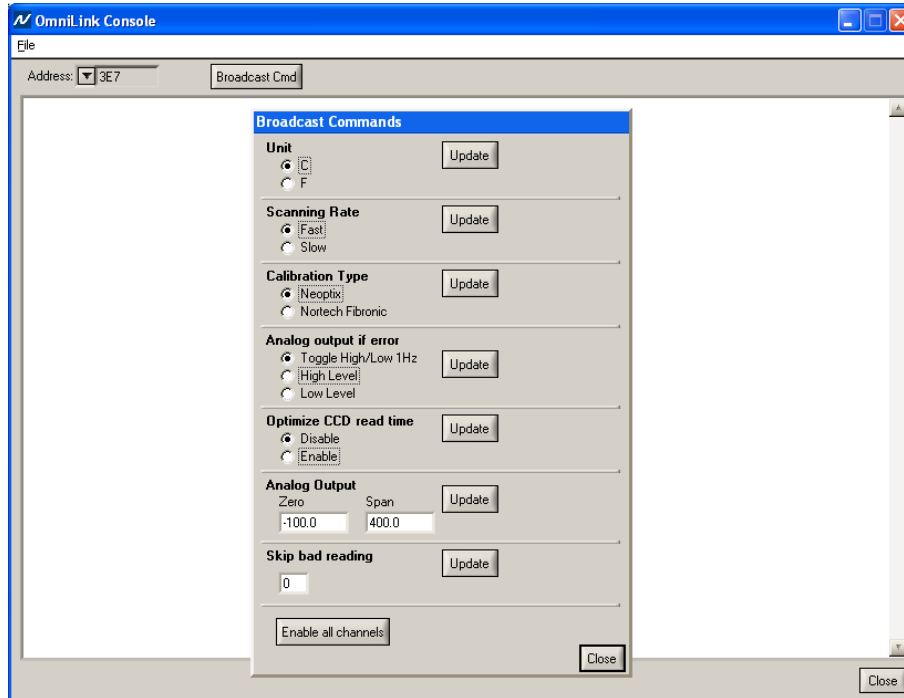 OmniLink Console
File
Address: 3E7 Broadcast Cmd
Broadcast Commands
Unit Update
C
F
Scanning Rate Update
Fast
Slow
Calibration Type Update
Neoptix
Nortech Fibronic
Analog output if error
Toggle High/Low 1Hz Update
High Level
Low Level
Optimize CCD read time Update
Disable
Enable
Analog Output Update
Zero Span
-100.0 400.0
Skip bad reading Update
0
Enable all channels
Close
Close